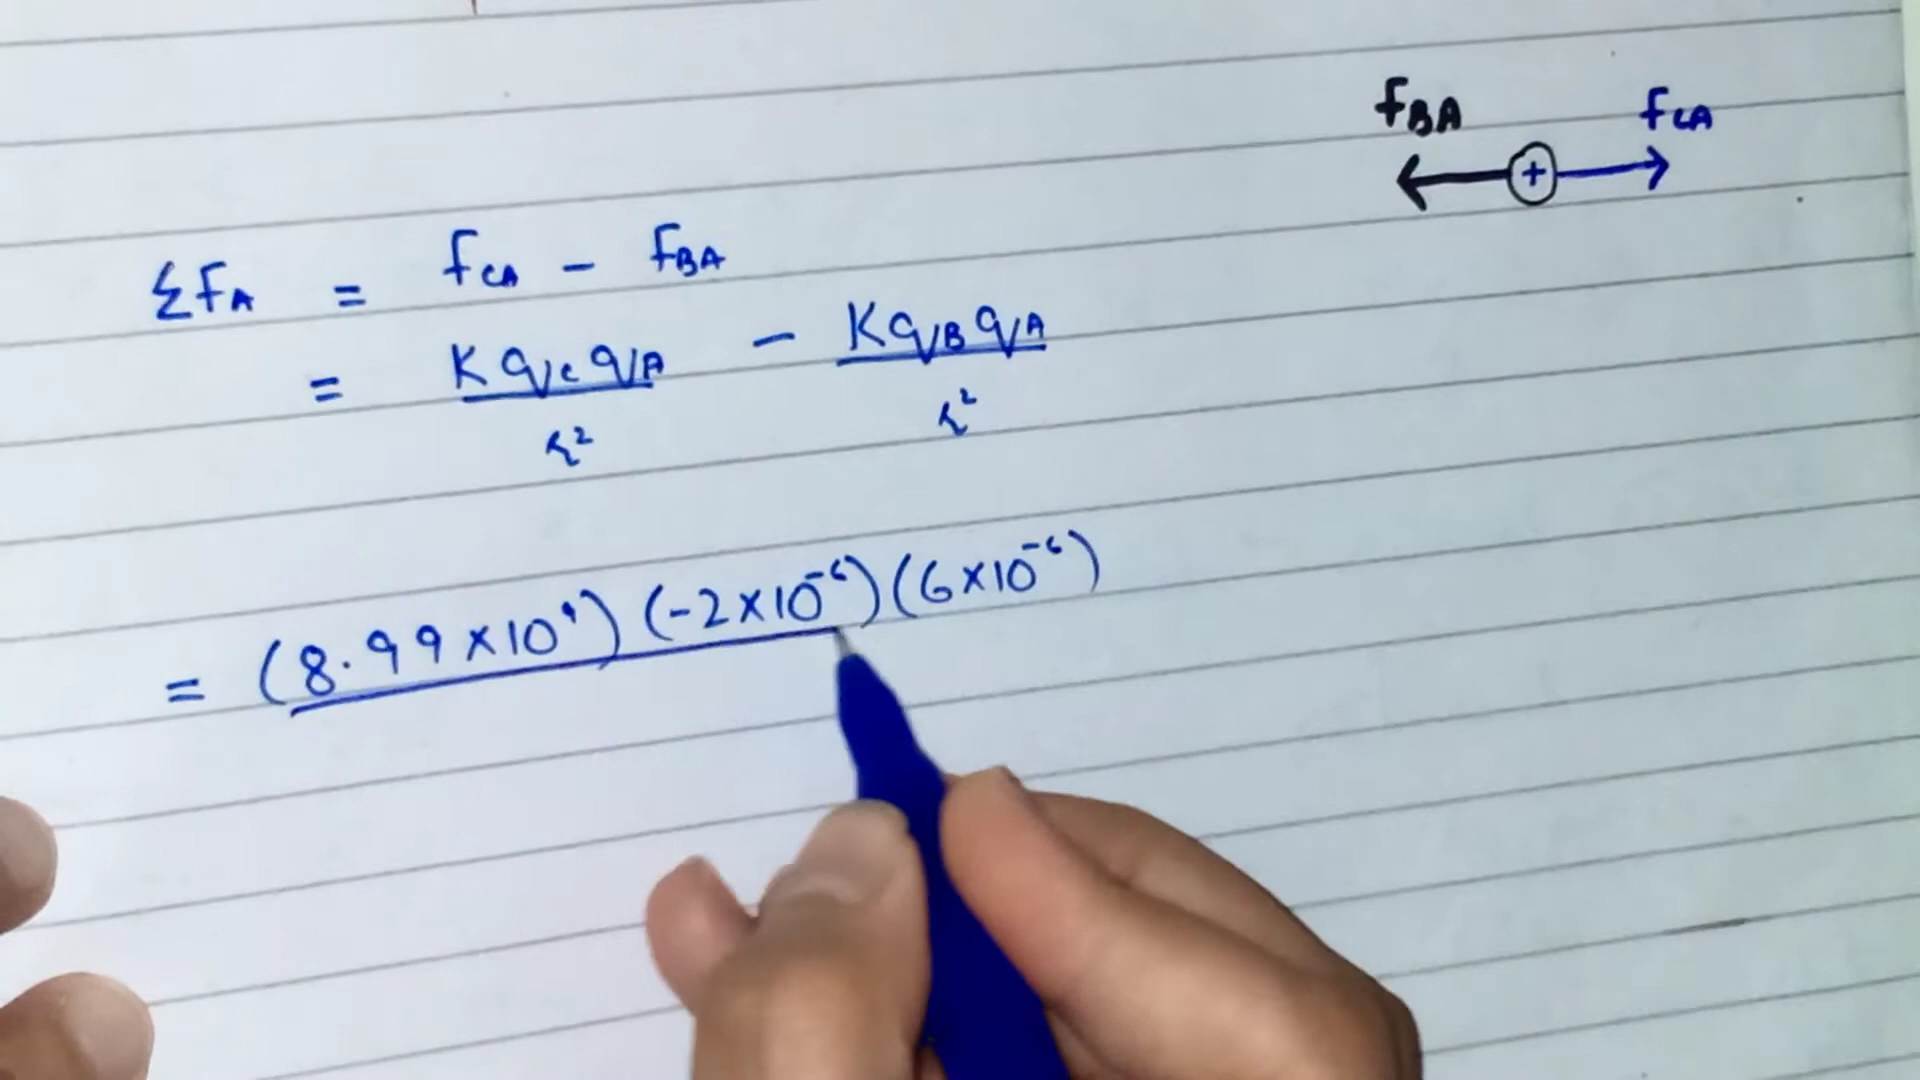 fBA fCA
+
ΣfA = fCA - fBA
= KqCqA/r² - KqBqA/r²
= (8.99×10⁹)(-2×10⁻⁶)(6×10⁻⁶)